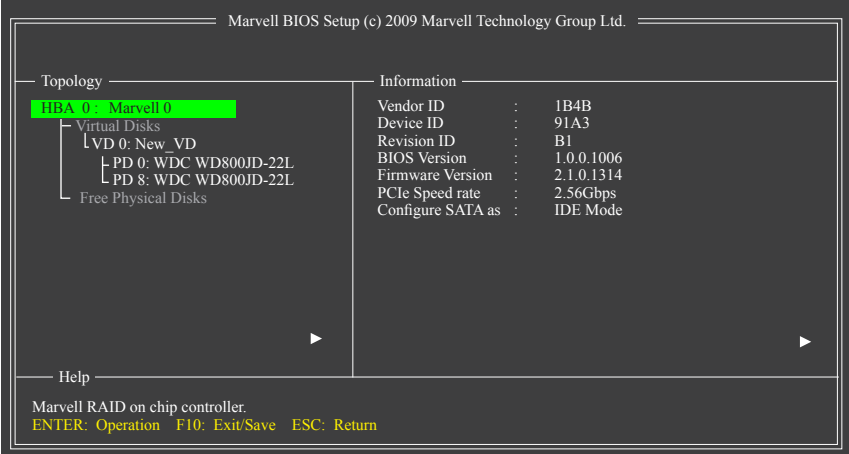 Marvell BIOS Setup (c) 2009 Marvell Technology Group Ltd.
Topology
HBA 0 : Marvell 0
Virtual Disks
VD 0: New_VD
PD 0: WDC WD800JD-22L
PD 8: WDC WD800JD-22L
Free Physical Disks
Information
Vendor ID : 1B4B
Device ID : 91A3
Revision ID : B1
BIOS Version : 1.0.0.1006
Firmware Version : 2.1.0.1314
PCIe Speed rate : 2.56Gbps
Configure SATA as : IDE Mode
Help
Marvell RAID on chip controller.
ENTER: Operation F10: Exit/Save ESC: Return